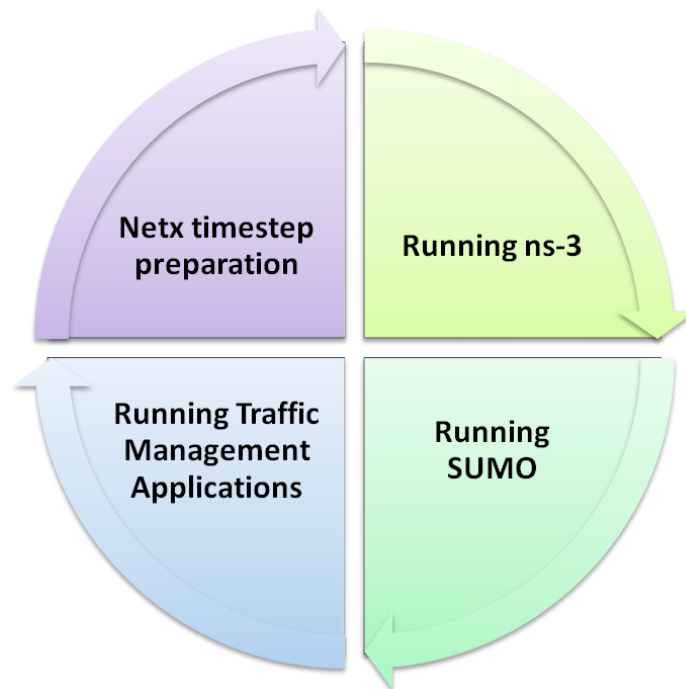 Netx timestep
preparation
Running ns-3
Running Traffic
Management
Applications
Running
SUMO